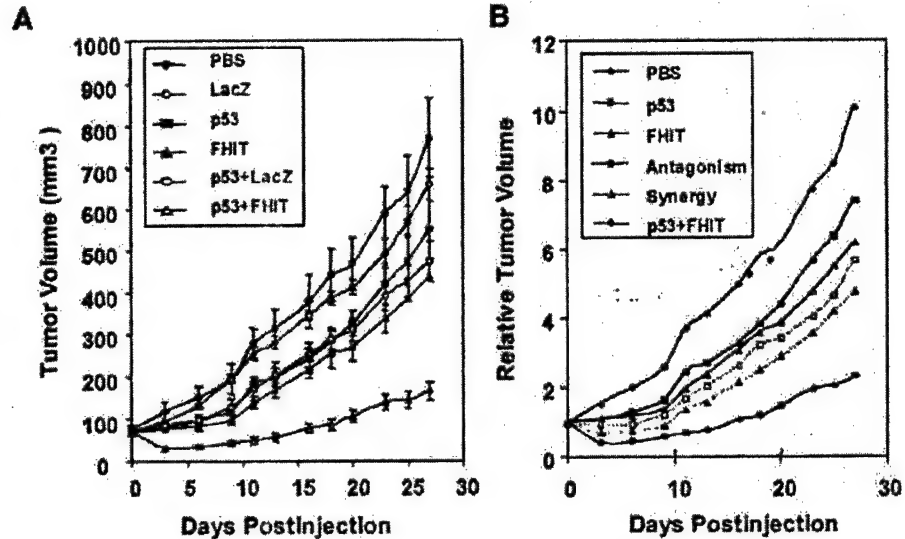 A
Tumor Volume (mm3 )
1000
900
800
700
600
500
400
300
200
100
0
PBS
LacZ
p53
FHIT
p53+LacZ
p53+FHIT
0 5 10 15 20 25 30
Days Postinjection
B
Relative Tumor Volume
12
10
8
6
4
2
0
PBS
p53
FHIT
Antagonism
Synergy
p53+FHIT
0 10 20 30
Days Postinjection